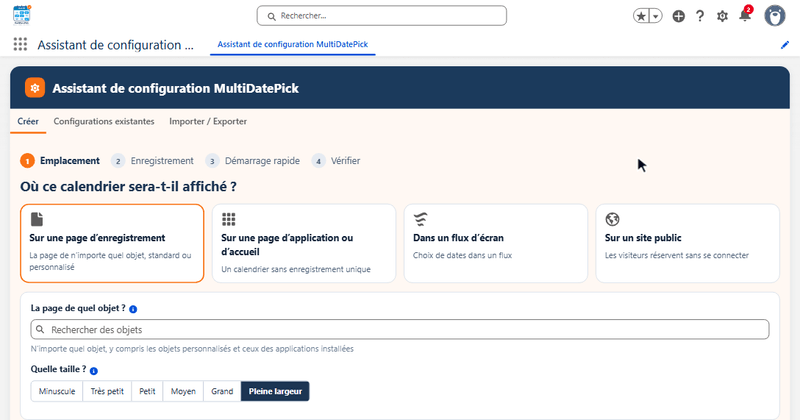 Rechercher...
2
Assistant de configuration ...
Assistant de configuration MultiDatePick
Assistant de configuration MultiDatePick
Créer
Configurations existantes
Importer / Exporter
1 Emplacement
2 Enregistrement
3 Démarrage rapide
4 Vérifier
Où ce calendrier sera-t-il affiché ?
Sur une page d'enregistrement
La page de n'importe quel objet, standard ou
personnalisé
Sur une page d'application ou
d'accueil
Un calendrier sans enregistrement unique
Dans un flux d'écran
Choix de dates dans un flux
Sur un site public
Les visiteurs réservent sans se connecter
La page de quel objet ?
Rechercher des objets
N'importe quel objet, y compris les objets personnalisés et ceux des applications installées
Quelle taille ?
Minuscule
Très petit
Petit
Moyen
Grand
Pleine largeur